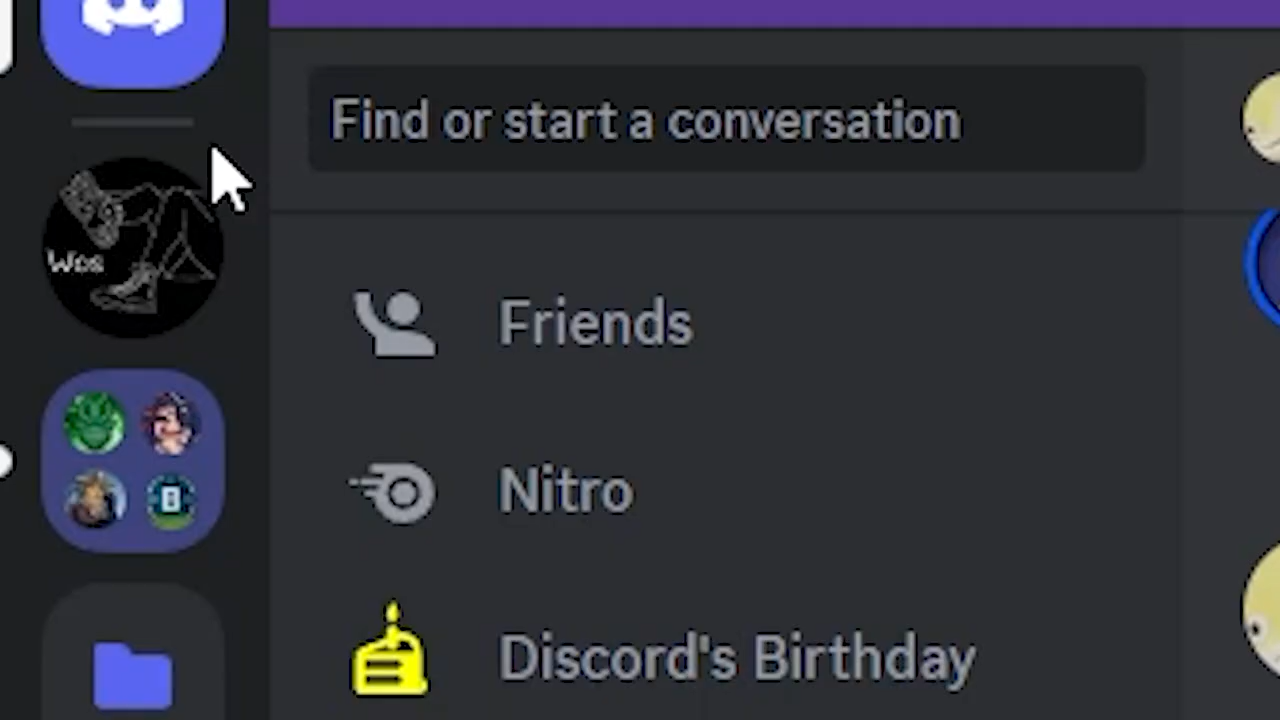 Find or start a conversation
Wos
Friends
Nitro
Discord's Birthday